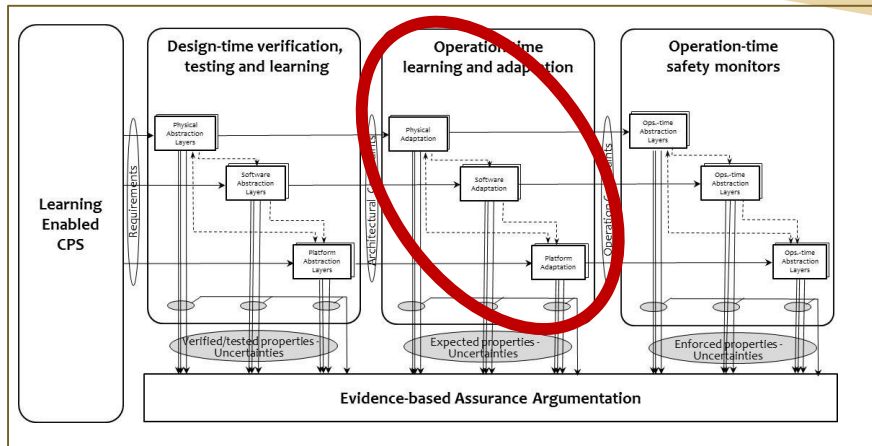 Design-time verification,
testing and learning
Operation-time
learning and adaptation
Operation-time
safety monitors
Learning
Enabled
CPS
Requirements
Physical
Abstraction
Layers
Software
Abstraction
Layers
Platform
Abstraction
Layers
Architectural
Physical
Adaptation
Software
Adaptation
Platform
Adaptation
Operation
Ops.-time
Abstraction
Layers
Ops.-time
Abstraction
Layers
Ops.-time
Abstraction
Layers
Verified/tested properties -
Uncertainties
Expected properties -
Uncertainties
Enforced properties -
Uncertainties
Evidence-based Assurance Argumentation